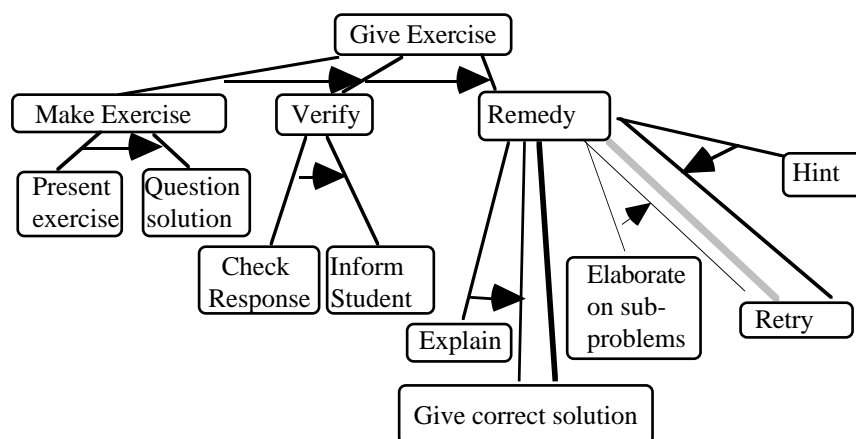 Give Exercise
Make Exercise
Verify
Remedy
Hint
Present
exercise
Question
solution
Check
Response
Inform
Student
Explain
Elaborate
on sub-
problems
Retry
Give correct solution